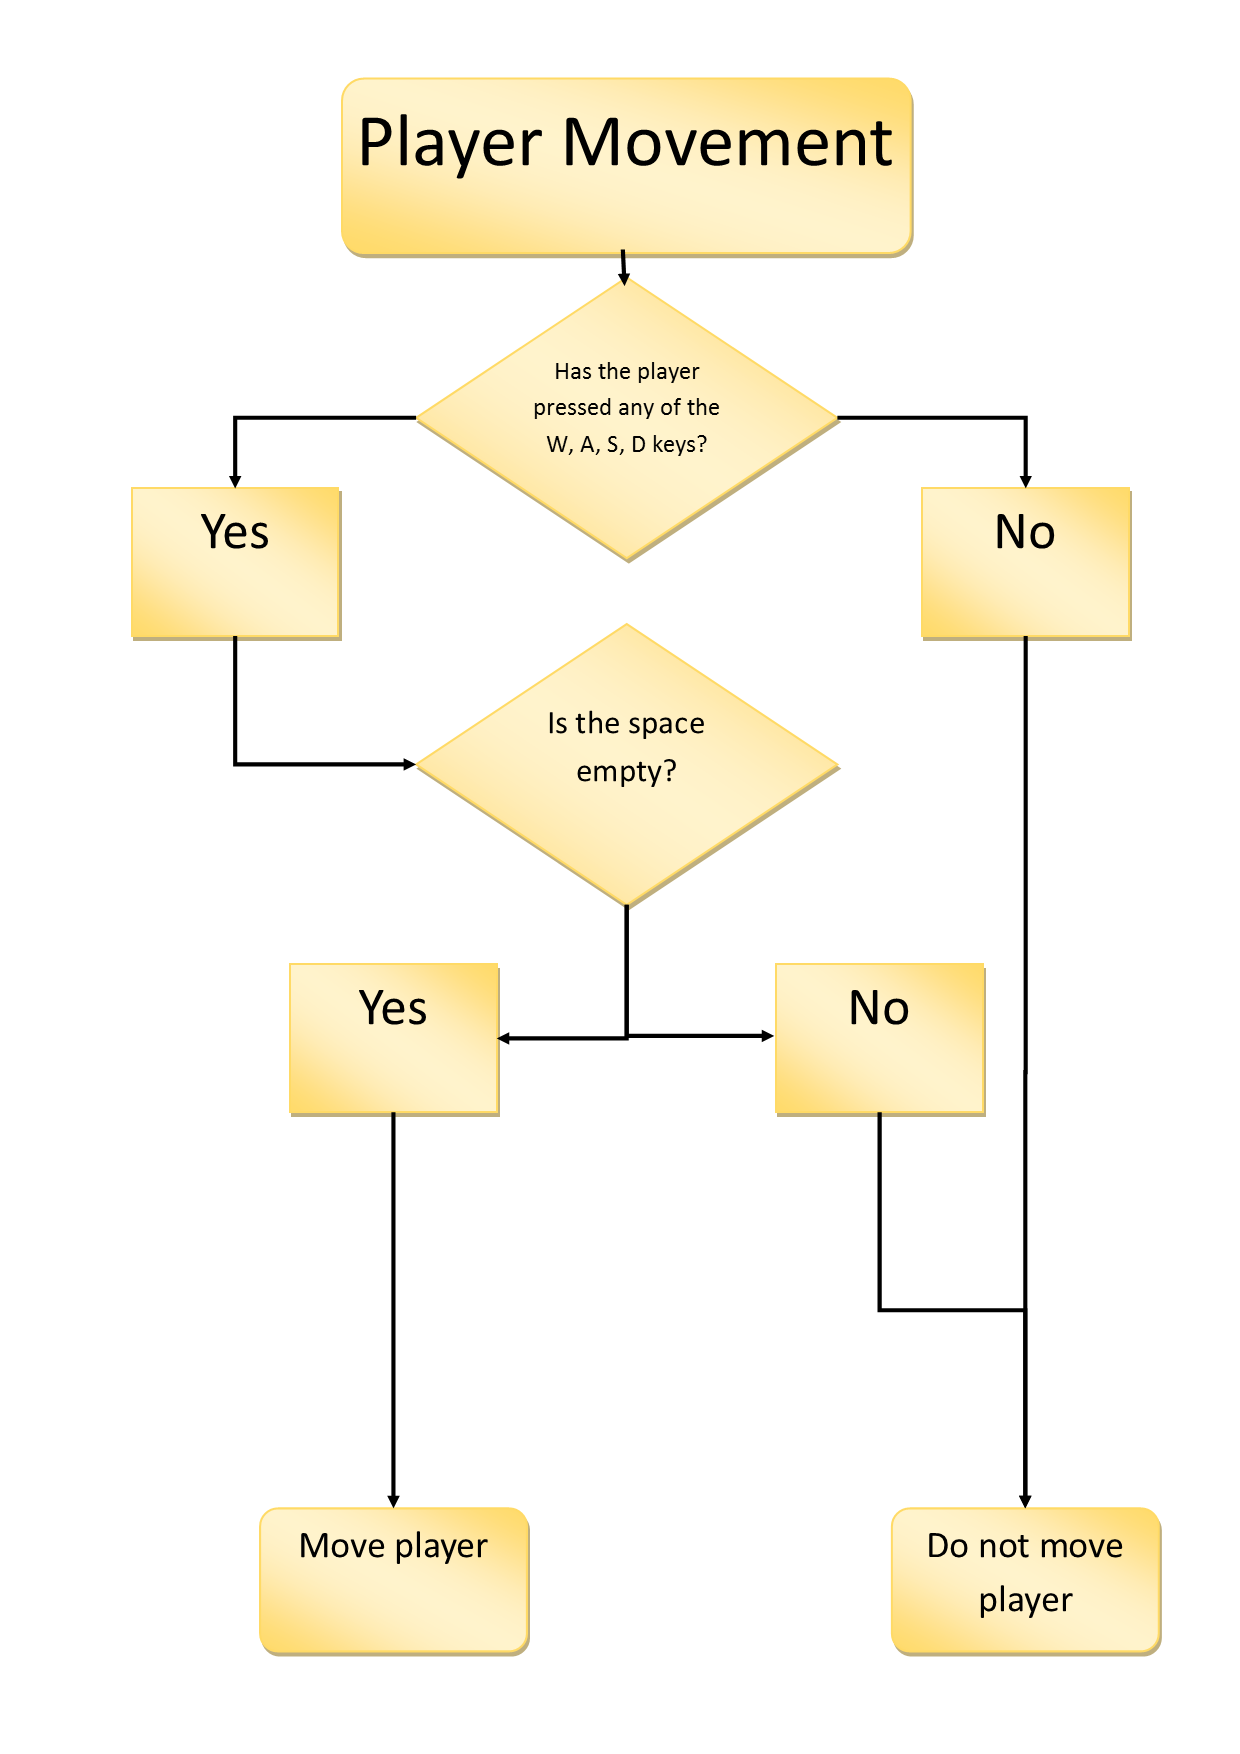 Player Movement
Has the player
pressed any of the
W, A, S, D keys?
Yes
No
Is the space
empty?
Yes
No
Move player
Do not move
player